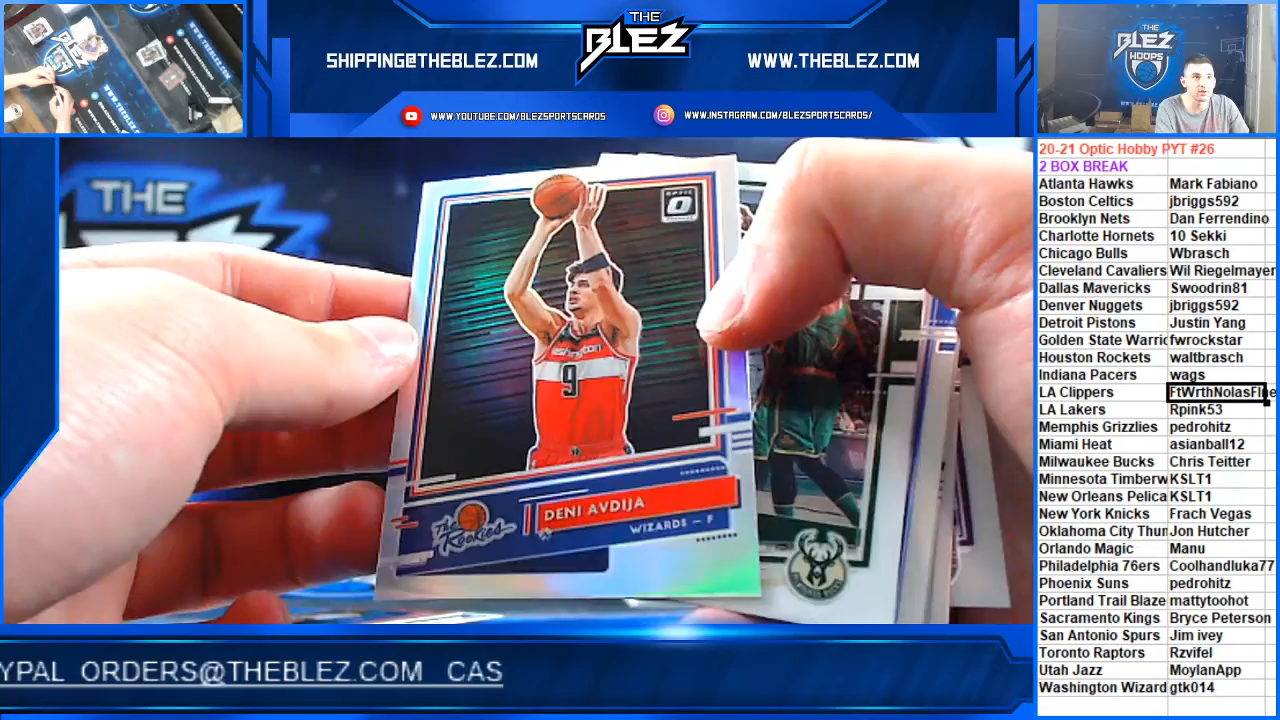 THE
BLEZ
SHIPPING@THEBLEZ.COM
WWW.THEBLEZ.COM
WWW.YOUTUBE.COM/BLEZSPORTSCARDS
WWW.INSTAGRAM.COM/BLEZSPORTSCARDS/
THE
BLEZ
HOOPS
THE
OPTIC
Washington
9
The Rookies
DENI AVDIJA
WIZARDS — F
YPAL ORDERS@THEBLEZ.COM CAS
20-21 Optic Hobby PYT #26
2 BOX BREAK
Atlanta Hawks Mark Fabiano
Boston Celtics jbriggs592
Brooklyn Nets Dan Ferrendino
Charlotte Hornets 10 Sekki
Chicago Bulls Wbrasch
Cleveland Cavaliers Wil Riegelmayer
Dallas Mavericks Swoodrin81
Denver Nuggets jbriggs592
Detroit Pistons Justin Yang
Golden State Warric fwrockstar
Houston Rockets waltbrasch
Indiana Pacers wags
LA Clippers FtWrthNolasFIne
LA Lakers Rpink53
Memphis Grizzlies pedrohitz
Miami Heat asianball12
Milwaukee Bucks Chris Teitter
Minnesota Timberw KSLT1
New Orleans Pelica KSLT1
New York Knicks Frach Vegas
Oklahoma City Thur Jon Hutcher
Orlando Magic Manu
Philadelphia 76ers Coolhandluka77
Phoenix Suns pedrohitz
Portland Trail Blaze mattytoohot
Sacramento Kings Bryce Peterson
San Antonio Spurs Jim ivey
Toronto Raptors Rzvifel
Utah Jazz MoylanApp
Washington Wizard gtk014